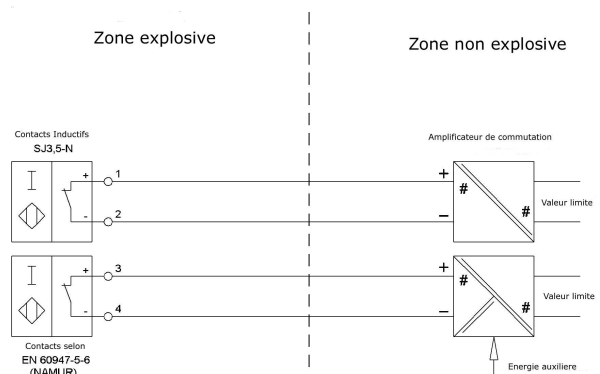 Zone explosive
Zone non explosive
Contacts Inductifs
SJ3,5-N
Amplificateur de commutation
+ 1 + #
- 2 − # Valeur limite
+ 3 + #
- 4 − # Valeur limite
Contacts selon
EN 60947-5-6
(NAMUR)
Energie auxiliere